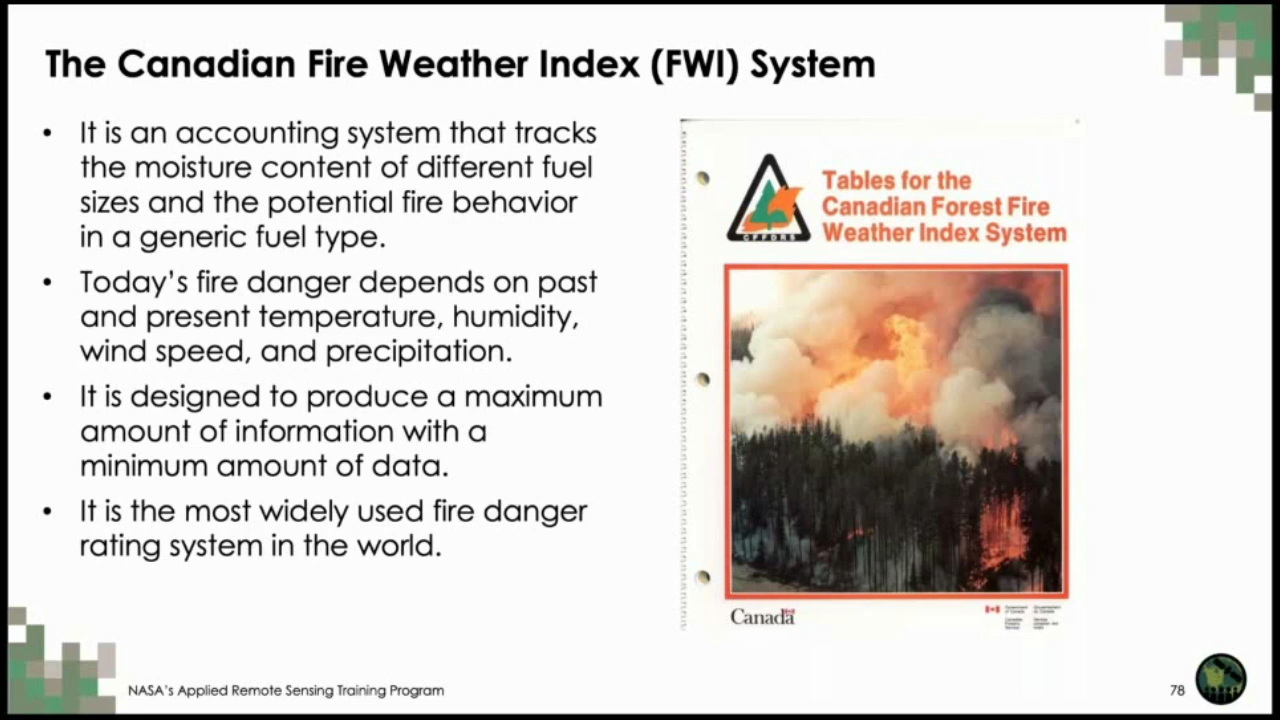 The Canadian Fire Weather Index (FWI) System
• It is an accounting system that tracks
the moisture content of different fuel
sizes and the potential fire behavior
in a generic fuel type.
• Today's fire danger depends on past
and present temperature, humidity,
wind speed, and precipitation.
• It is designed to produce a maximum
amount of information with a
minimum amount of data.
• It is the most widely used fire danger
rating system in the world.
CFFDRS
Tables for the
Canadian Forest Fire
Weather Index System
Canada
NASA's Applied Remote Sensing Training Program
78